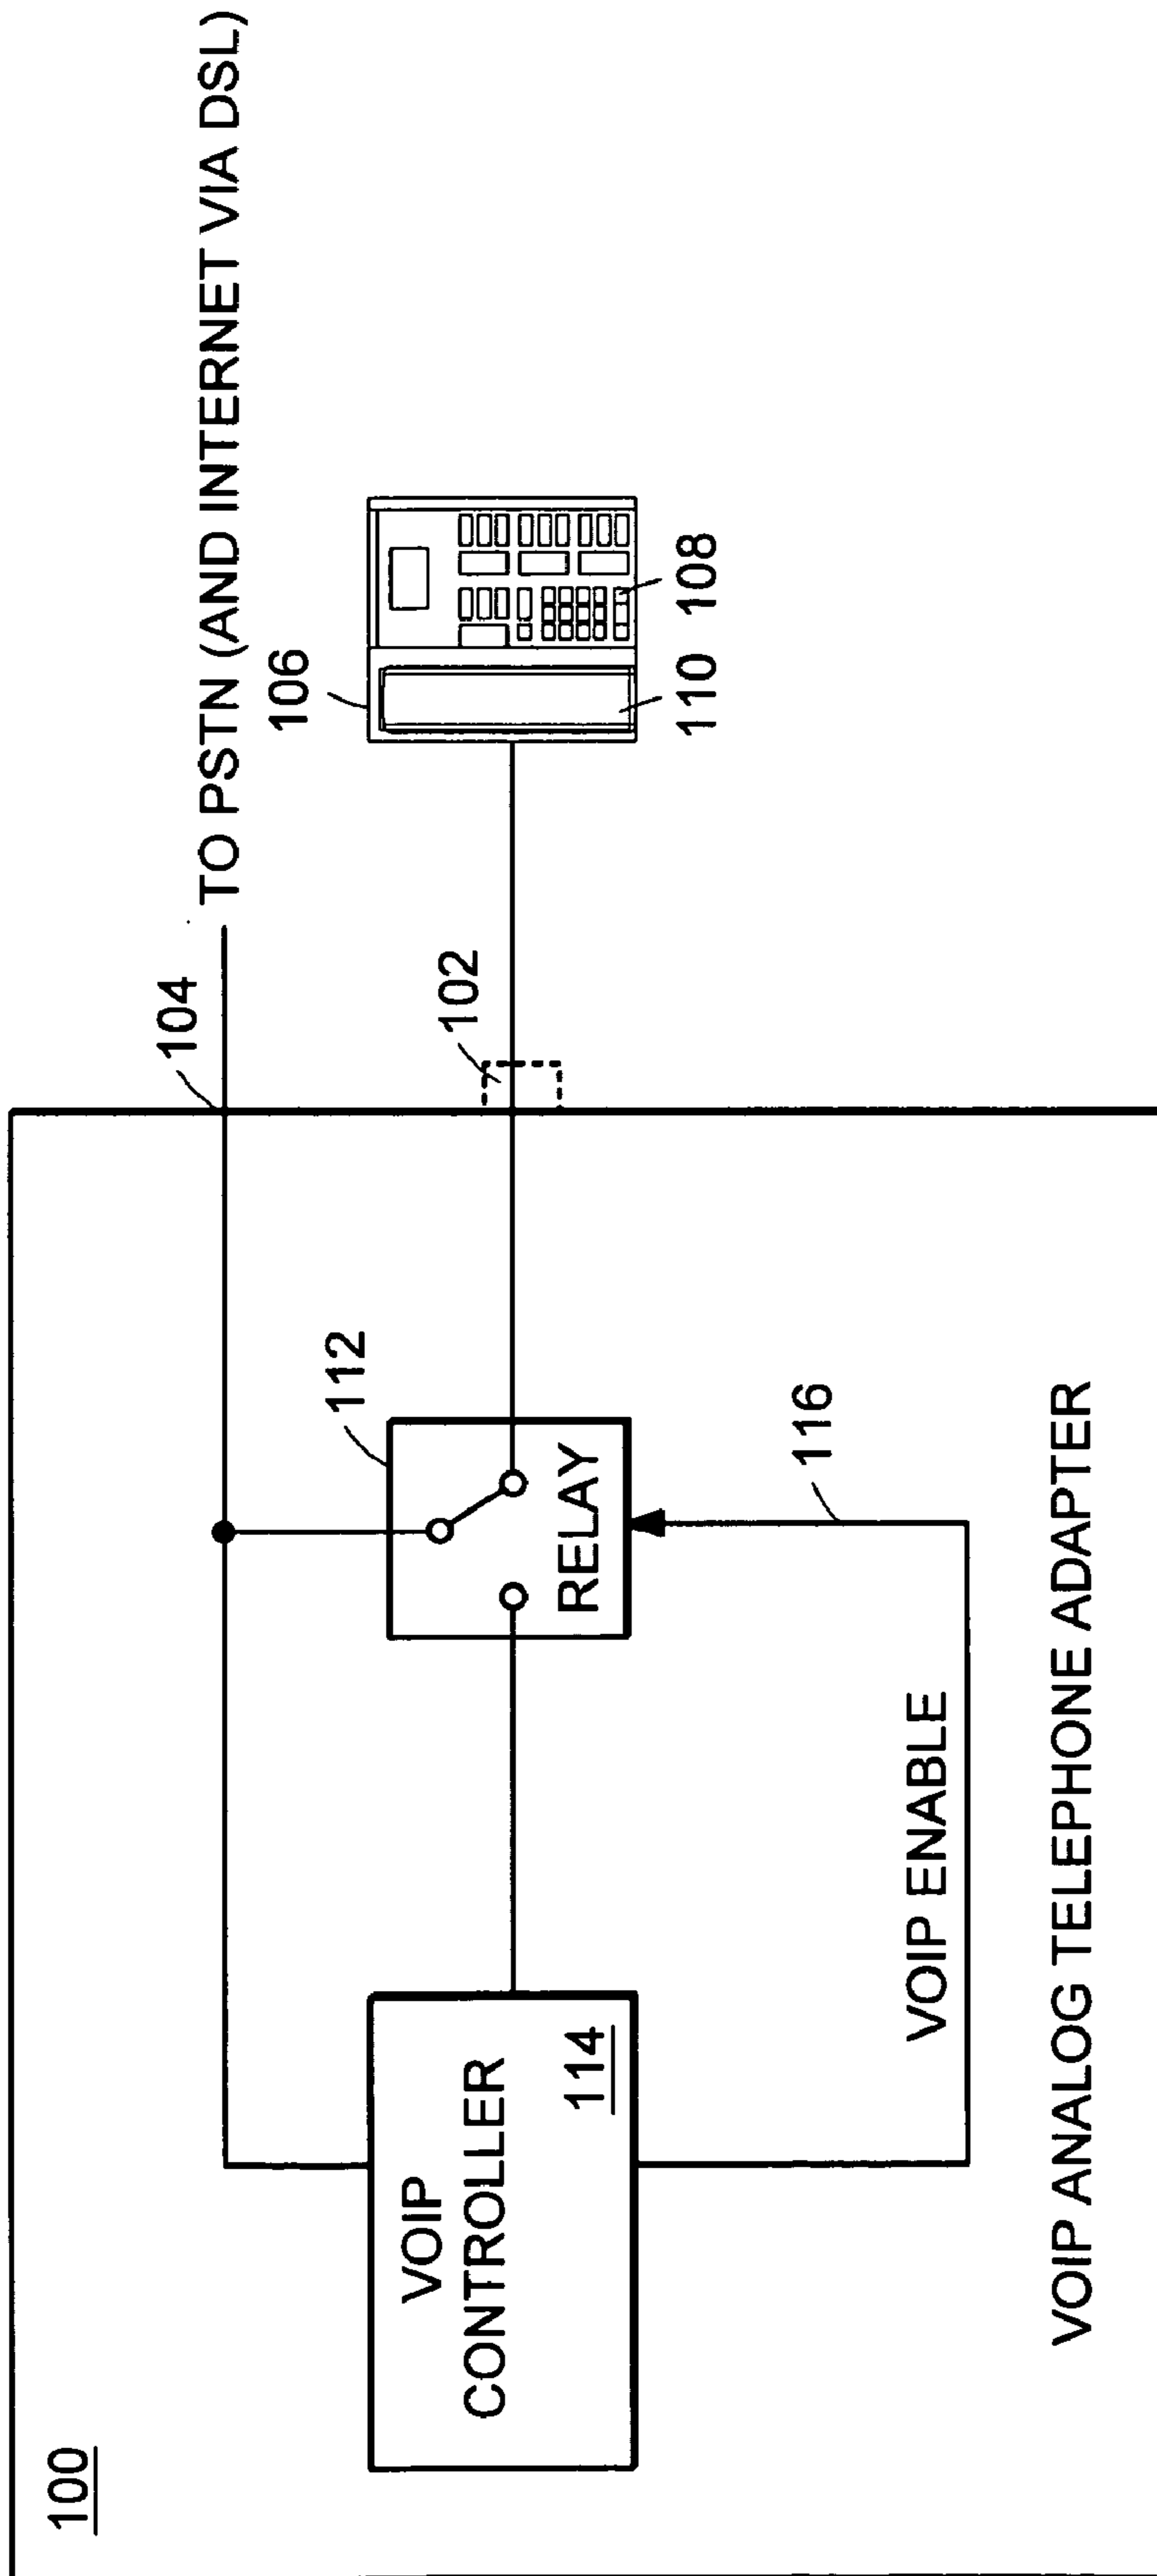 100
104
TO PSTN (AND INTERNET VIA DSL)
106
102
112
VOIP
CONTROLLER
114
RELAY
110
108
116
VOIP ENABLE
VOIP ANALOG TELEPHONE ADAPTER